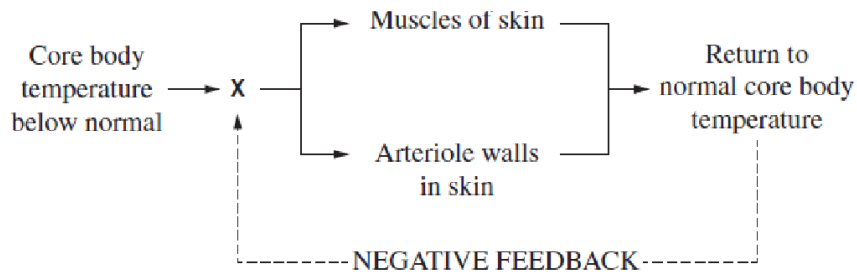 Muscles of skin
Core body
temperature
below normal
X
Return to
normal core body
temperature
Arteriole walls
in skin
NEGATIVE FEEDBACK